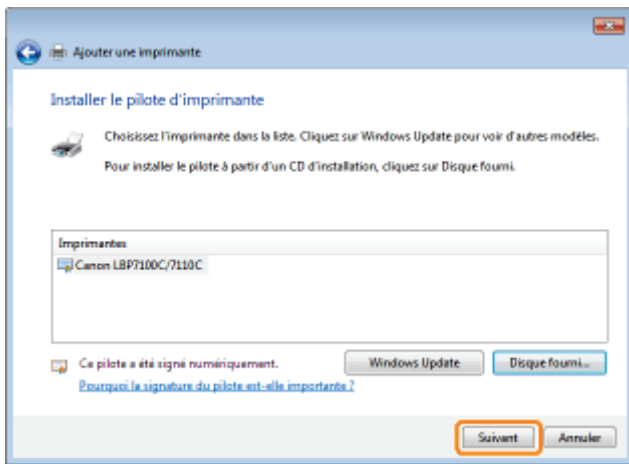 Ajouter une imprimante
Installer le pilote d'imprimante
Choisissez l'imprimante dans la liste. Cliquez sur Windows Update pour voir d'autres modèles.
Pour installer le pilote à partir d'un CD d'installation, cliquez sur Disque fourni.
Imprimantes
Canon LBP7100C/7110C
Ce pilote a été signé numériquement.
Windows Update
Disque fourni...
Pourquoi la signature du pilote est-elle importante ?
Suivant
Annuler